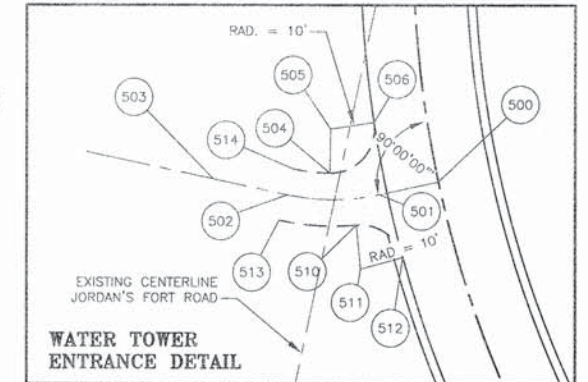 RAD. = 10'
505
506
503
500
504
514
90°00'00"
502
501
513
510
RAD = 10'
511
512
EXISTING CENTERLINE
JORDAN'S FORT ROAD
WATER TOWER
ENTRANCE DETAIL